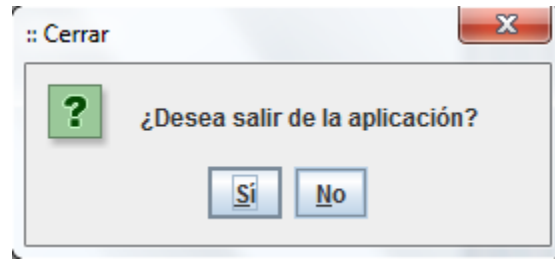 :: Cerrar
¿Desea salir de la aplicación?
Sí No